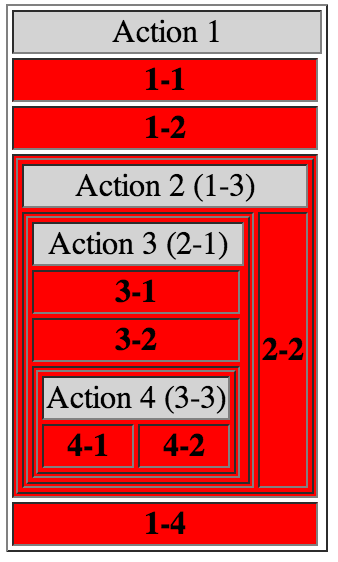 Action 1
1-1
1-2
Action 2 (1-3)
Action 3 (2-1)
3-1
3-2
2-2
Action 4 (3-3)
4-1 4-2
1-4